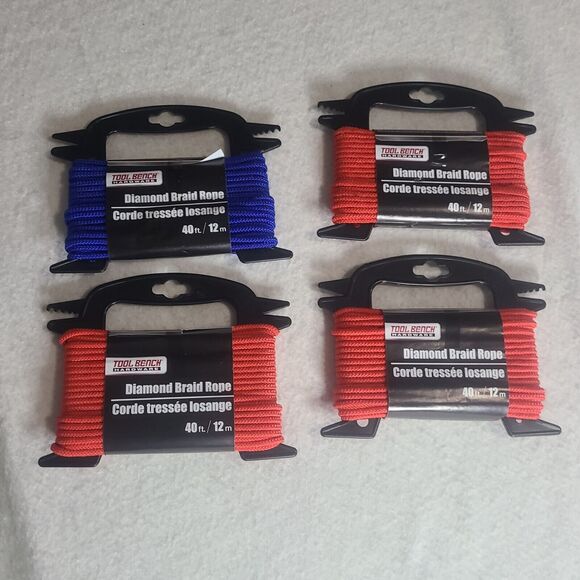 TOOL BENCH
HARDWARE
Diamond Braid Rope
Corde tressée losange
40 ft. / 12 m
TOOL BENCH
HARDWARE
Diamond Braid Rope
Corde tressée losange
40 ft. / 12 m
TOOL BENCH
HARDWARE
Diamond Braid Rope
Corde tressée losange
40 ft. / 12 m
TOOL BENCH
HARDWARE
Diamond Braid Rope
Corde tressée losange
40 ft. / 12 m